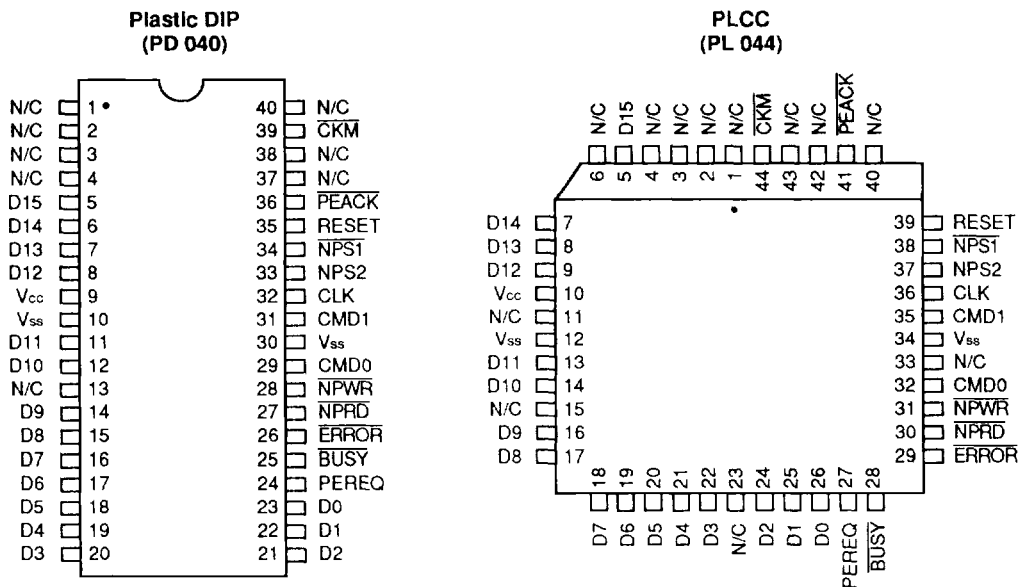 Plastic DIP
(PD 040)
N/C 1 40 N/C
N/C 2 39 CKM
N/C 3 38 N/C
N/C 4 37 N/C
D15 5 36 PEACK
D14 6 35 RESET
D13 7 34 NPS1
D12 8 33 NPS2
Vcc 9 32 CLK
Vss 10 31 CMD1
D11 11 30 Vss
D10 12 29 CMD0
N/C 13 28 NPWR
D9 14 27 NPRD
D8 15 26 ERROR
D7 16 25 BUSY
D6 17 24 PEREQ
D5 18 23 D0
D4 19 22 D1
D3 20 21 D2
PLCC
(PL 044)
N/C D15 N/C N/C N/C N/C CKM N/C N/C PEACK N/C
6 5 4 3 2 1 44 43 42 41 40
D14 7 39 RESET
D13 8 38 NPS1
D12 9 37 NPS2
Vcc 10 36 CLK
N/C 11 35 CMD1
Vss 12 34 Vss
D11 13 33 N/C
D10 14 32 CMD0
N/C 15 31 NPWR
D9 16 30 NPRD
D8 17 29 ERROR
18 19 20 21 22 23 24 25 26 27 28
D7 D6 D5 D4 D3 N/C D2 D1 D0 PEREQ BUSY